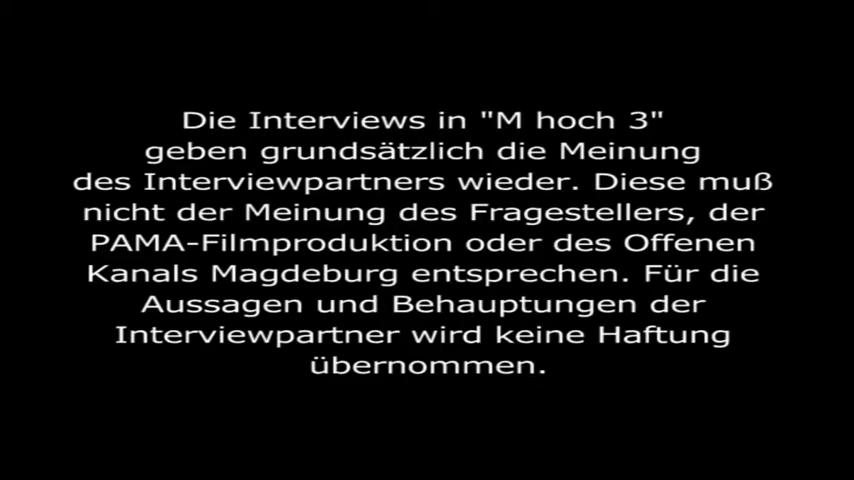 Die Interviews in "M hoch 3"
geben grundsätzlich die Meinung
des Interviewpartners wieder. Diese muß
nicht der Meinung des Fragestellers, der
PAMA-Filmproduktion oder des Offenen
Kanals Magdeburg entsprechen. Für die
Aussagen und Behauptungen der
Interviewpartner wird keine Haftung
übernommen.